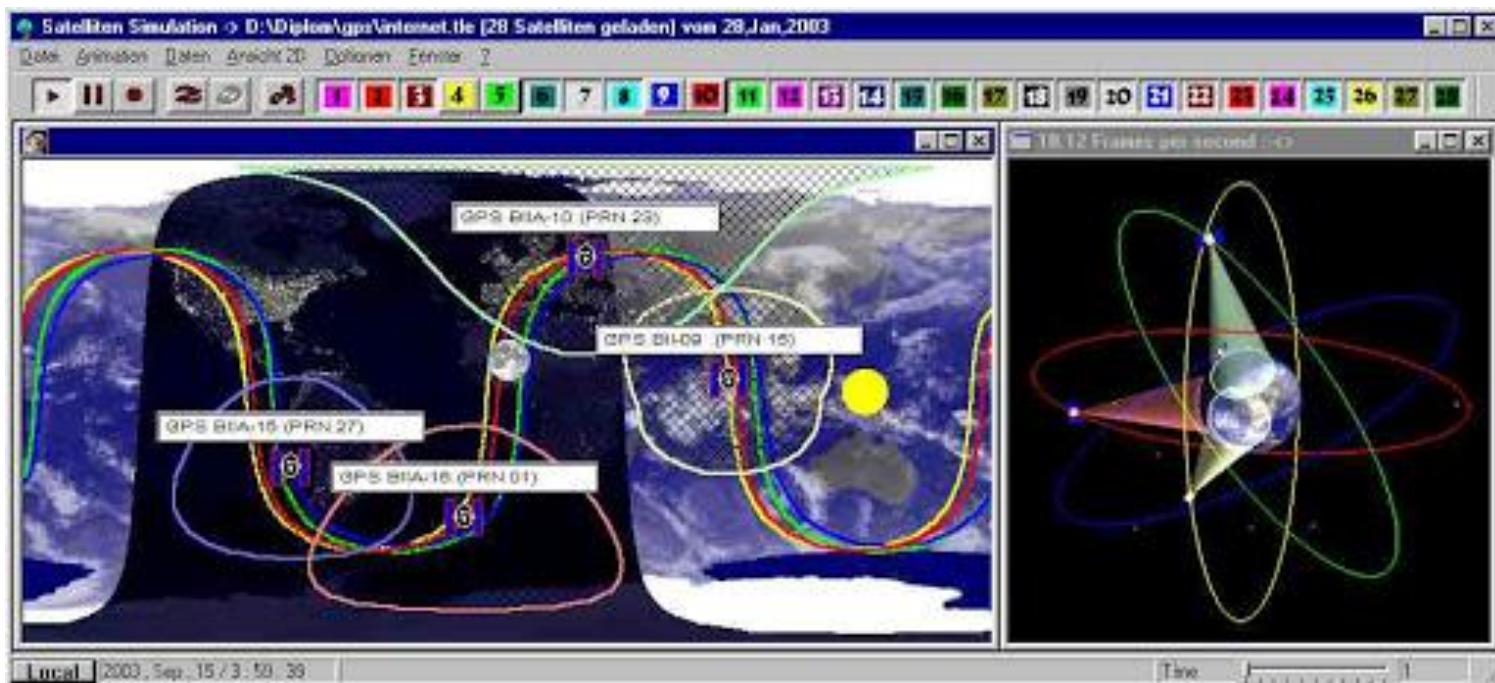 Satelliten Simulation -> D:\Diplom\gps\internet.tle [28 Satelliten geladen] vom 28,Jan,2003
Datei Animation Daten Ansicht 2D Optionen Fenster ?
1 2 3 4 5 6 7 8 9 10 11 12 13 14 15 16 17 18 19 20 21 22 23 24 25 26 27 28
18.12 Frames per second :-<>
GPS BIIA-10 (PRN 23)
GPS BII-09 (PRN 15)
GPS BIIA-15 (PRN 27)
GPS BIIA-16 (PRN 01)
G
G
G
G
Local 2003 , Sep , 15 / 3 : 59 : 39 Time 1